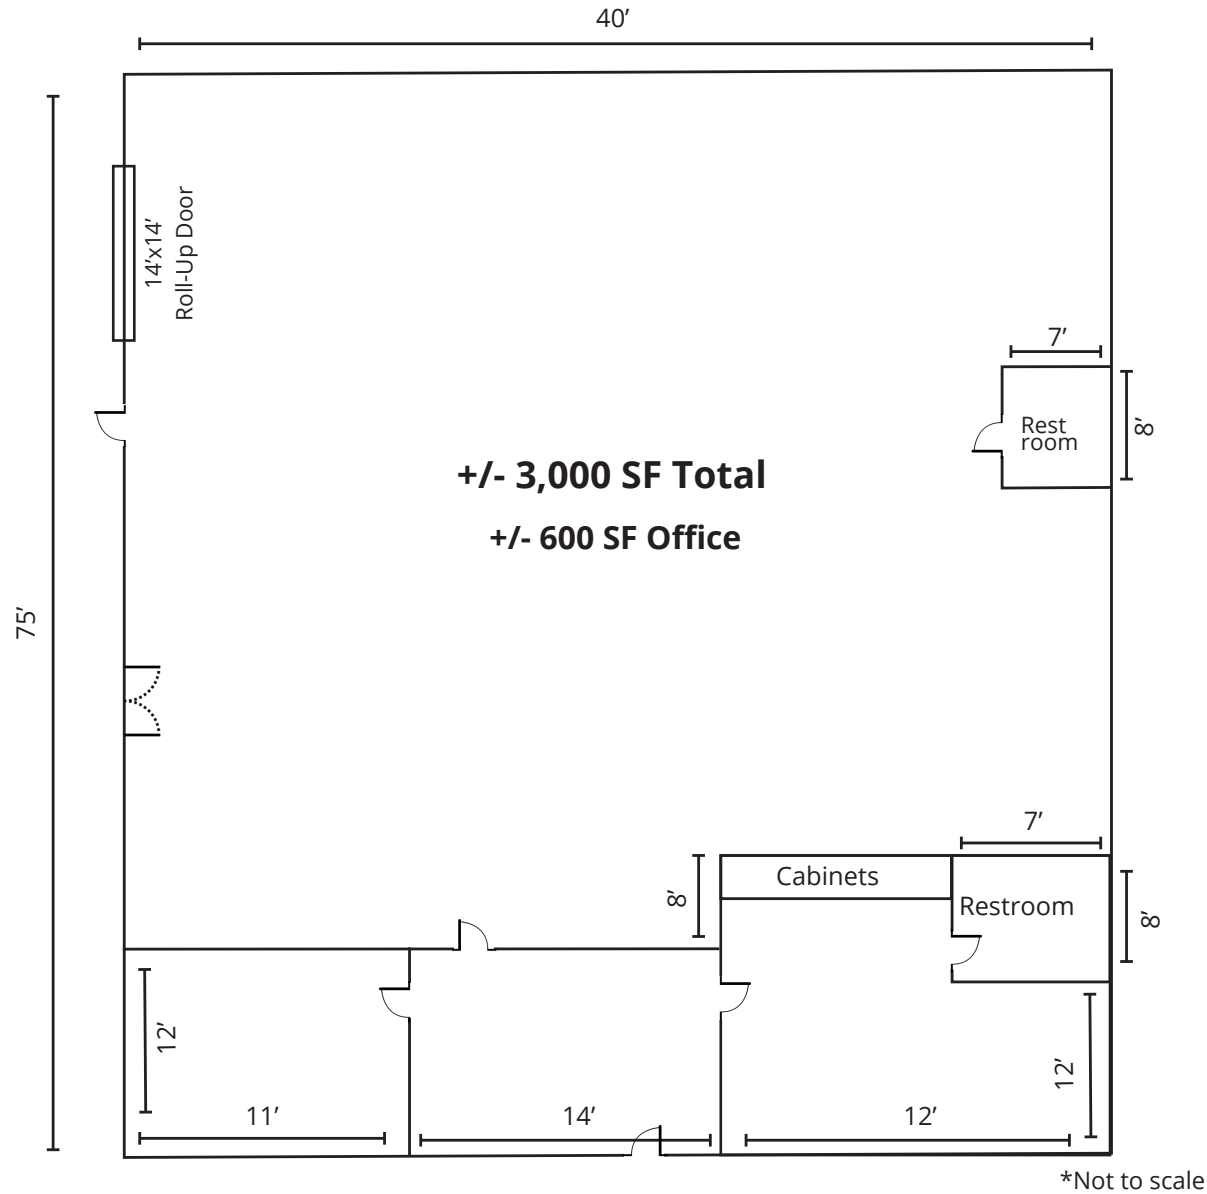 40’
14’x14’
Roll-Up Door
7’
Rest
room
8’
+/- 3,000 SF Total
+/- 600 SF Office
75’
7’
Cabinets
8’
Restroom
8’
12’
12’
11’
14’
12’
*Not to scale